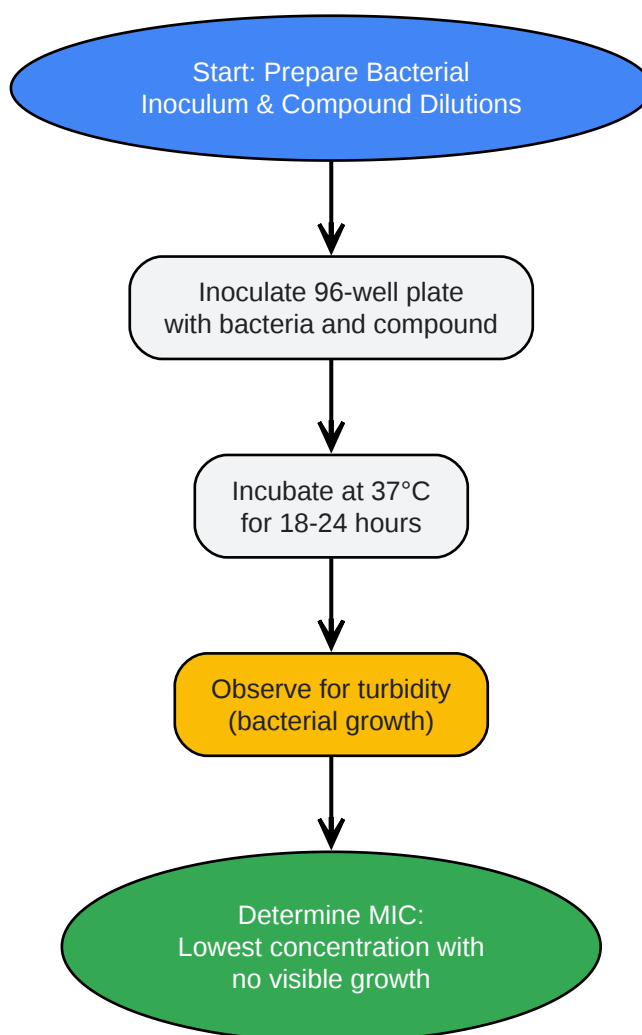 Start: Prepare Bacterial
Inoculum & Compound Dilutions
Inoculate 96-well plate
with bacteria and compound
Incubate at 37°C
for 18-24 hours
Observe for turbidity
(bacterial growth)
Determine MIC:
Lowest concentration with
no visible growth